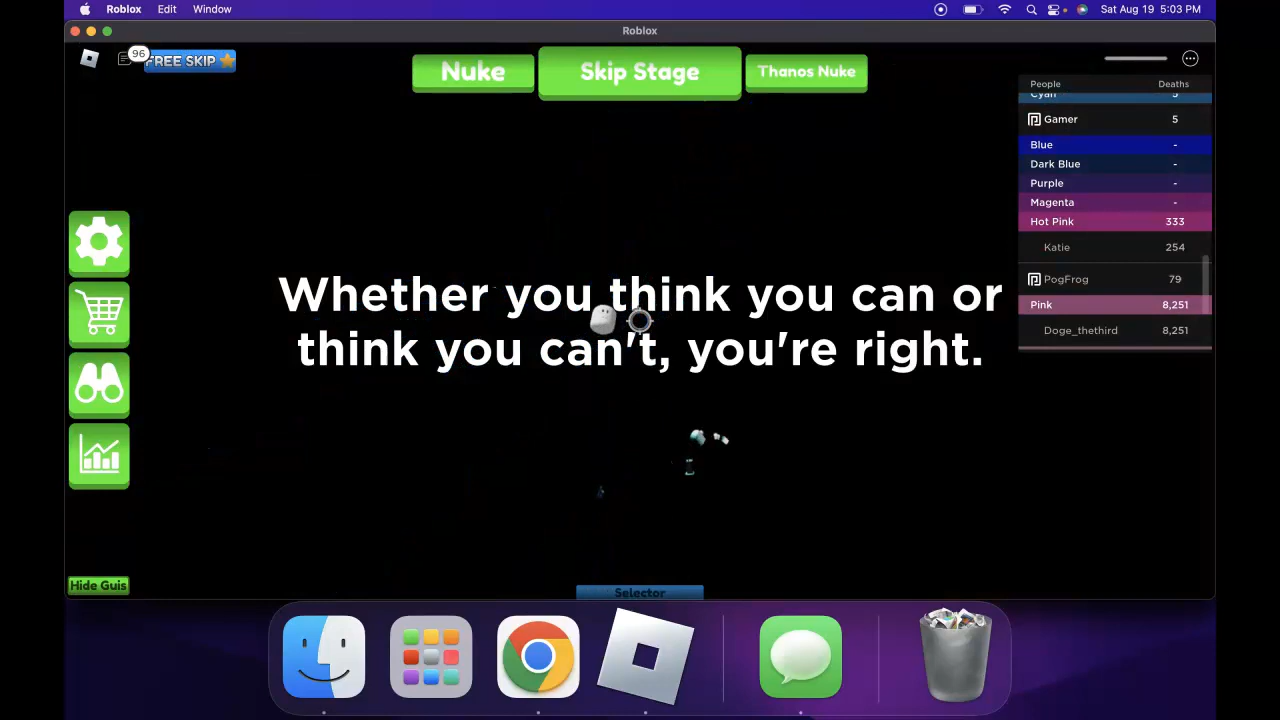 Roblox Edit Window Sat Aug 19 5:03 PM
Roblox
96
FREE SKIP
Nuke
Skip Stage
Thanos Nuke
People Deaths
Cyan 5
Gamer 5
Blue -
Dark Blue -
Purple -
Magenta -
Hot Pink 333
Katie 254
PogFrog 79
Pink 8,251
Doge_thethird 8,251
Whether you think you can or
think you can't, you're right.
Hide Guis
Selector